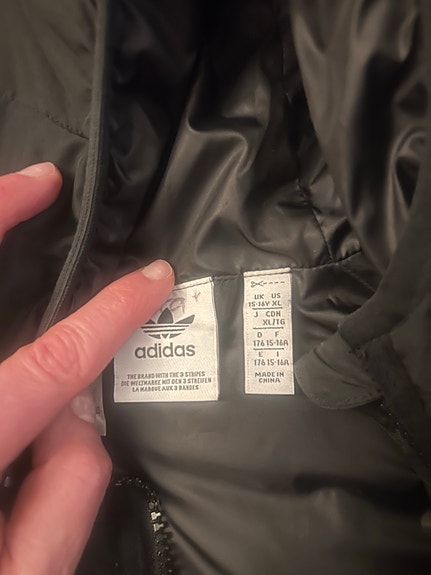 adidas
THE BRAND WITH THE 3 STRIPES
DIE WELTMARKE MIT DEN 3 STREIFEN
LA MARQUE AUX 3 BANDES
UK US
15-16Y XL
J CDN
XL/TG
D F
176 15-16A
E I
176 15-16A
MADE IN
CHINA